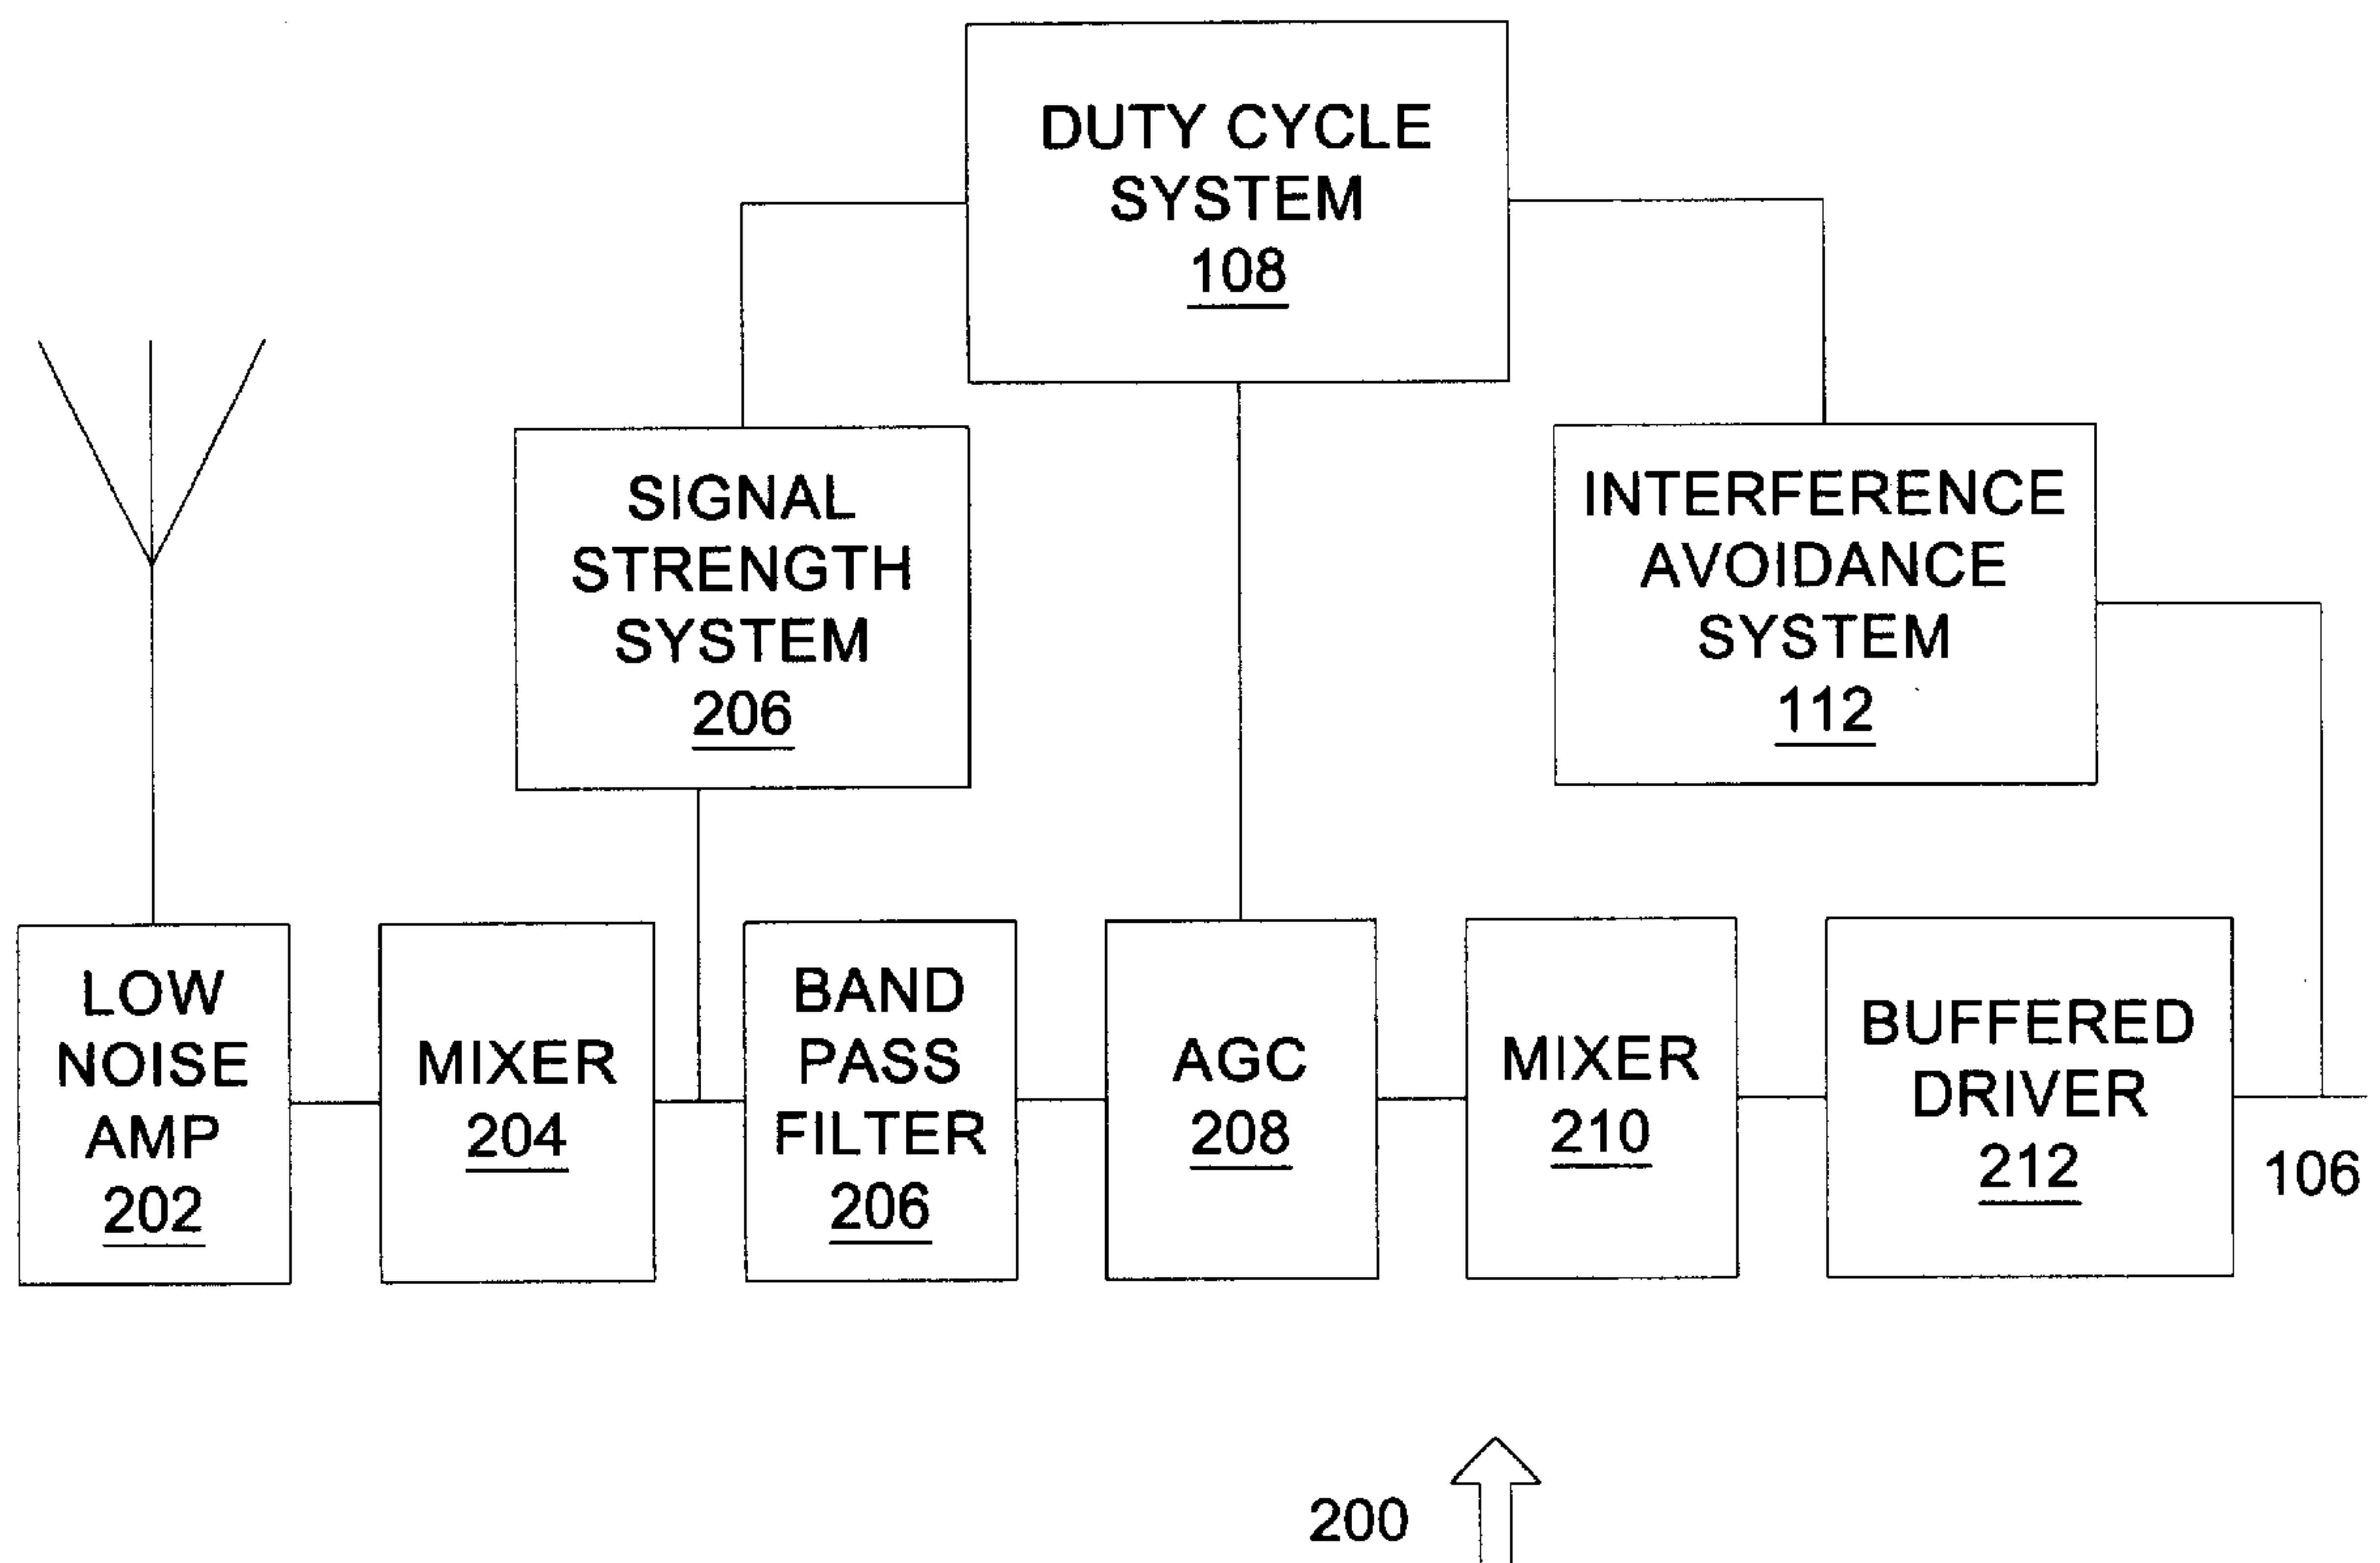 DUTY CYCLE
SYSTEM
108
SIGNAL
STRENGTH
SYSTEM
206
INTERFERENCE
AVOIDANCE
SYSTEM
112
LOW
NOISE
AMP
202
MIXER
204
BAND
PASS
FILTER
206
AGC
208
MIXER
210
BUFFERED
DRIVER
212
106
200